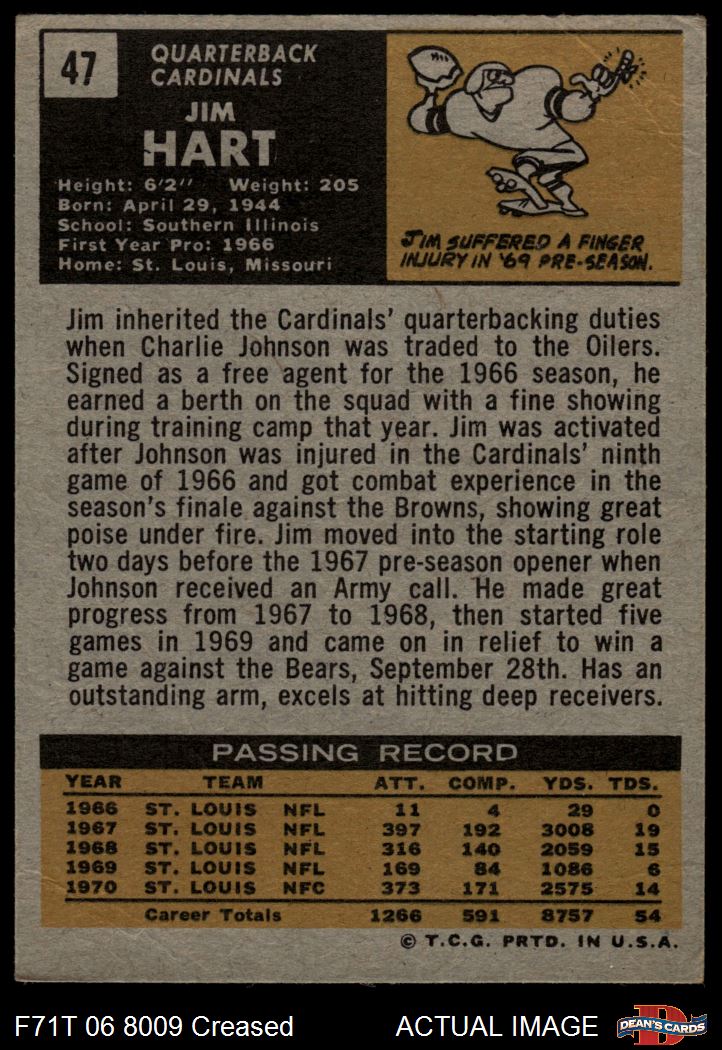 47
QUARTERBACK
CARDINALS
JIM
HART
Height: 6'2" Weight: 205
Born: April 29, 1944
School: Southern Illinois
First Year Pro: 1966
Home: St. Louis, Missouri
JIM SUFFERED A FINGER
INJURY IN '69 PRE-SEASON.
Jim inherited the Cardinals' quarterbacking duties
when Charlie Johnson was traded to the Oilers.
Signed as a free agent for the 1966 season, he
earned a berth on the squad with a fine showing
during training camp that year. Jim was activated
after Johnson was injured in the Cardinals' ninth
game of 1966 and got combat experience in the
season's finale against the Browns, showing great
poise under fire. Jim moved into the starting role
two days before the 1967 pre-season opener when
Johnson received an Army call. He made great
progress from 1967 to 1968, then started five
games in 1969 and came on in relief to win a
game against the Bears, September 28th. Has an
outstanding arm, excels at hitting deep receivers.
PASSING RECORD
YEAR TEAM ATT. COMP. YDS. TDS.
1966 ST. LOUIS NFL 11 4 29 0
1967 ST. LOUIS NFL 397 192 3008 19
1968 ST. LOUIS NFL 316 140 2059 15
1969 ST. LOUIS NFL 169 84 1086 6
1970 ST. LOUIS NFC 373 171 2575 14
Career Totals 1266 591 8757 54
© T.C.G. PRTD. IN U.S.A.
F71T 06 8009 Creased ACTUAL IMAGE
D
DEAN'S CARDS